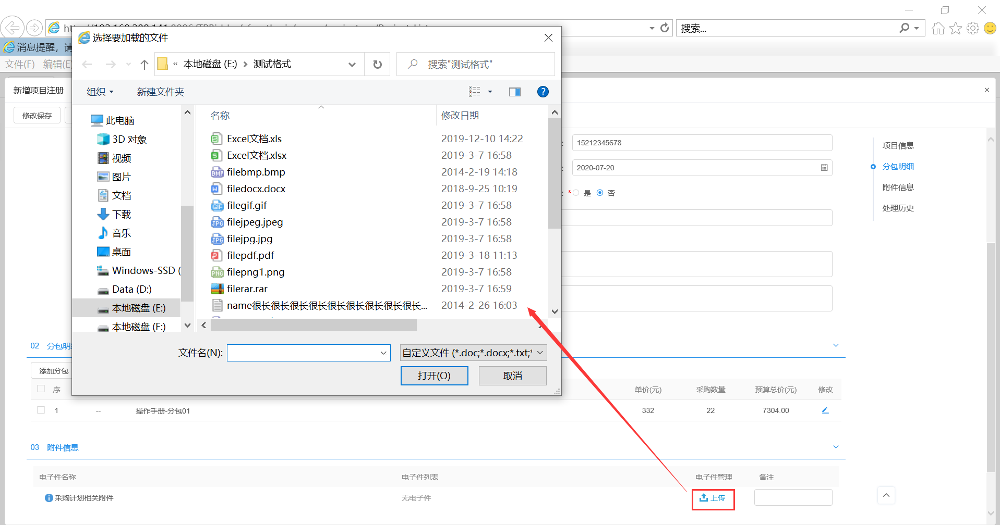 搜索...
消息提醒，请
选择要加载的文件
文件(F) 编辑(E)
« 本地磁盘 (E:) › 测试格式
搜索"测试格式"
新增项目注册
组织 新建文件夹
修改保存
此电脑
3D 对象
视频
图片
文档
下载
音乐
桌面
Windows-SSD (
Data (D:)
本地磁盘 (E:)
本地磁盘 (F:)
名称 修改日期
Excel文档.xls 2019-12-10 14:22
Excel文档.xlsx 2019-3-7 16:58
filebmp.bmp 2014-2-19 14:18
filedocx.docx 2018-9-25 10:19
filegif.gif 2019-3-7 16:58
filejpeg.jpeg 2019-3-7 16:58
filejpg.jpg 2019-3-7 16:58
filepdf.pdf 2019-3-18 11:13
filepng1.png 2019-3-7 16:58
filerar.rar 2019-3-7 16:59
name很长很长很长很长很长很长很长很长很长... 2014-2-26 16:03
文件名(N):
自定义文件 (*.doc;*.docx;*.txt;*
打开(O) 取消
: 15212345678
: 2020-07-20
: * 是 否
项目信息
分包明细
附件信息
处理历史
02 分包明
添加分包
序 单价(元) 采购数量 预算总价(元) 修改
1 -- 操作手册-分包01 332 22 7304.00
03 附件信息
电子件名称 电子件列表 电子件管理 备注
采购计划相关附件 无电子件 上传